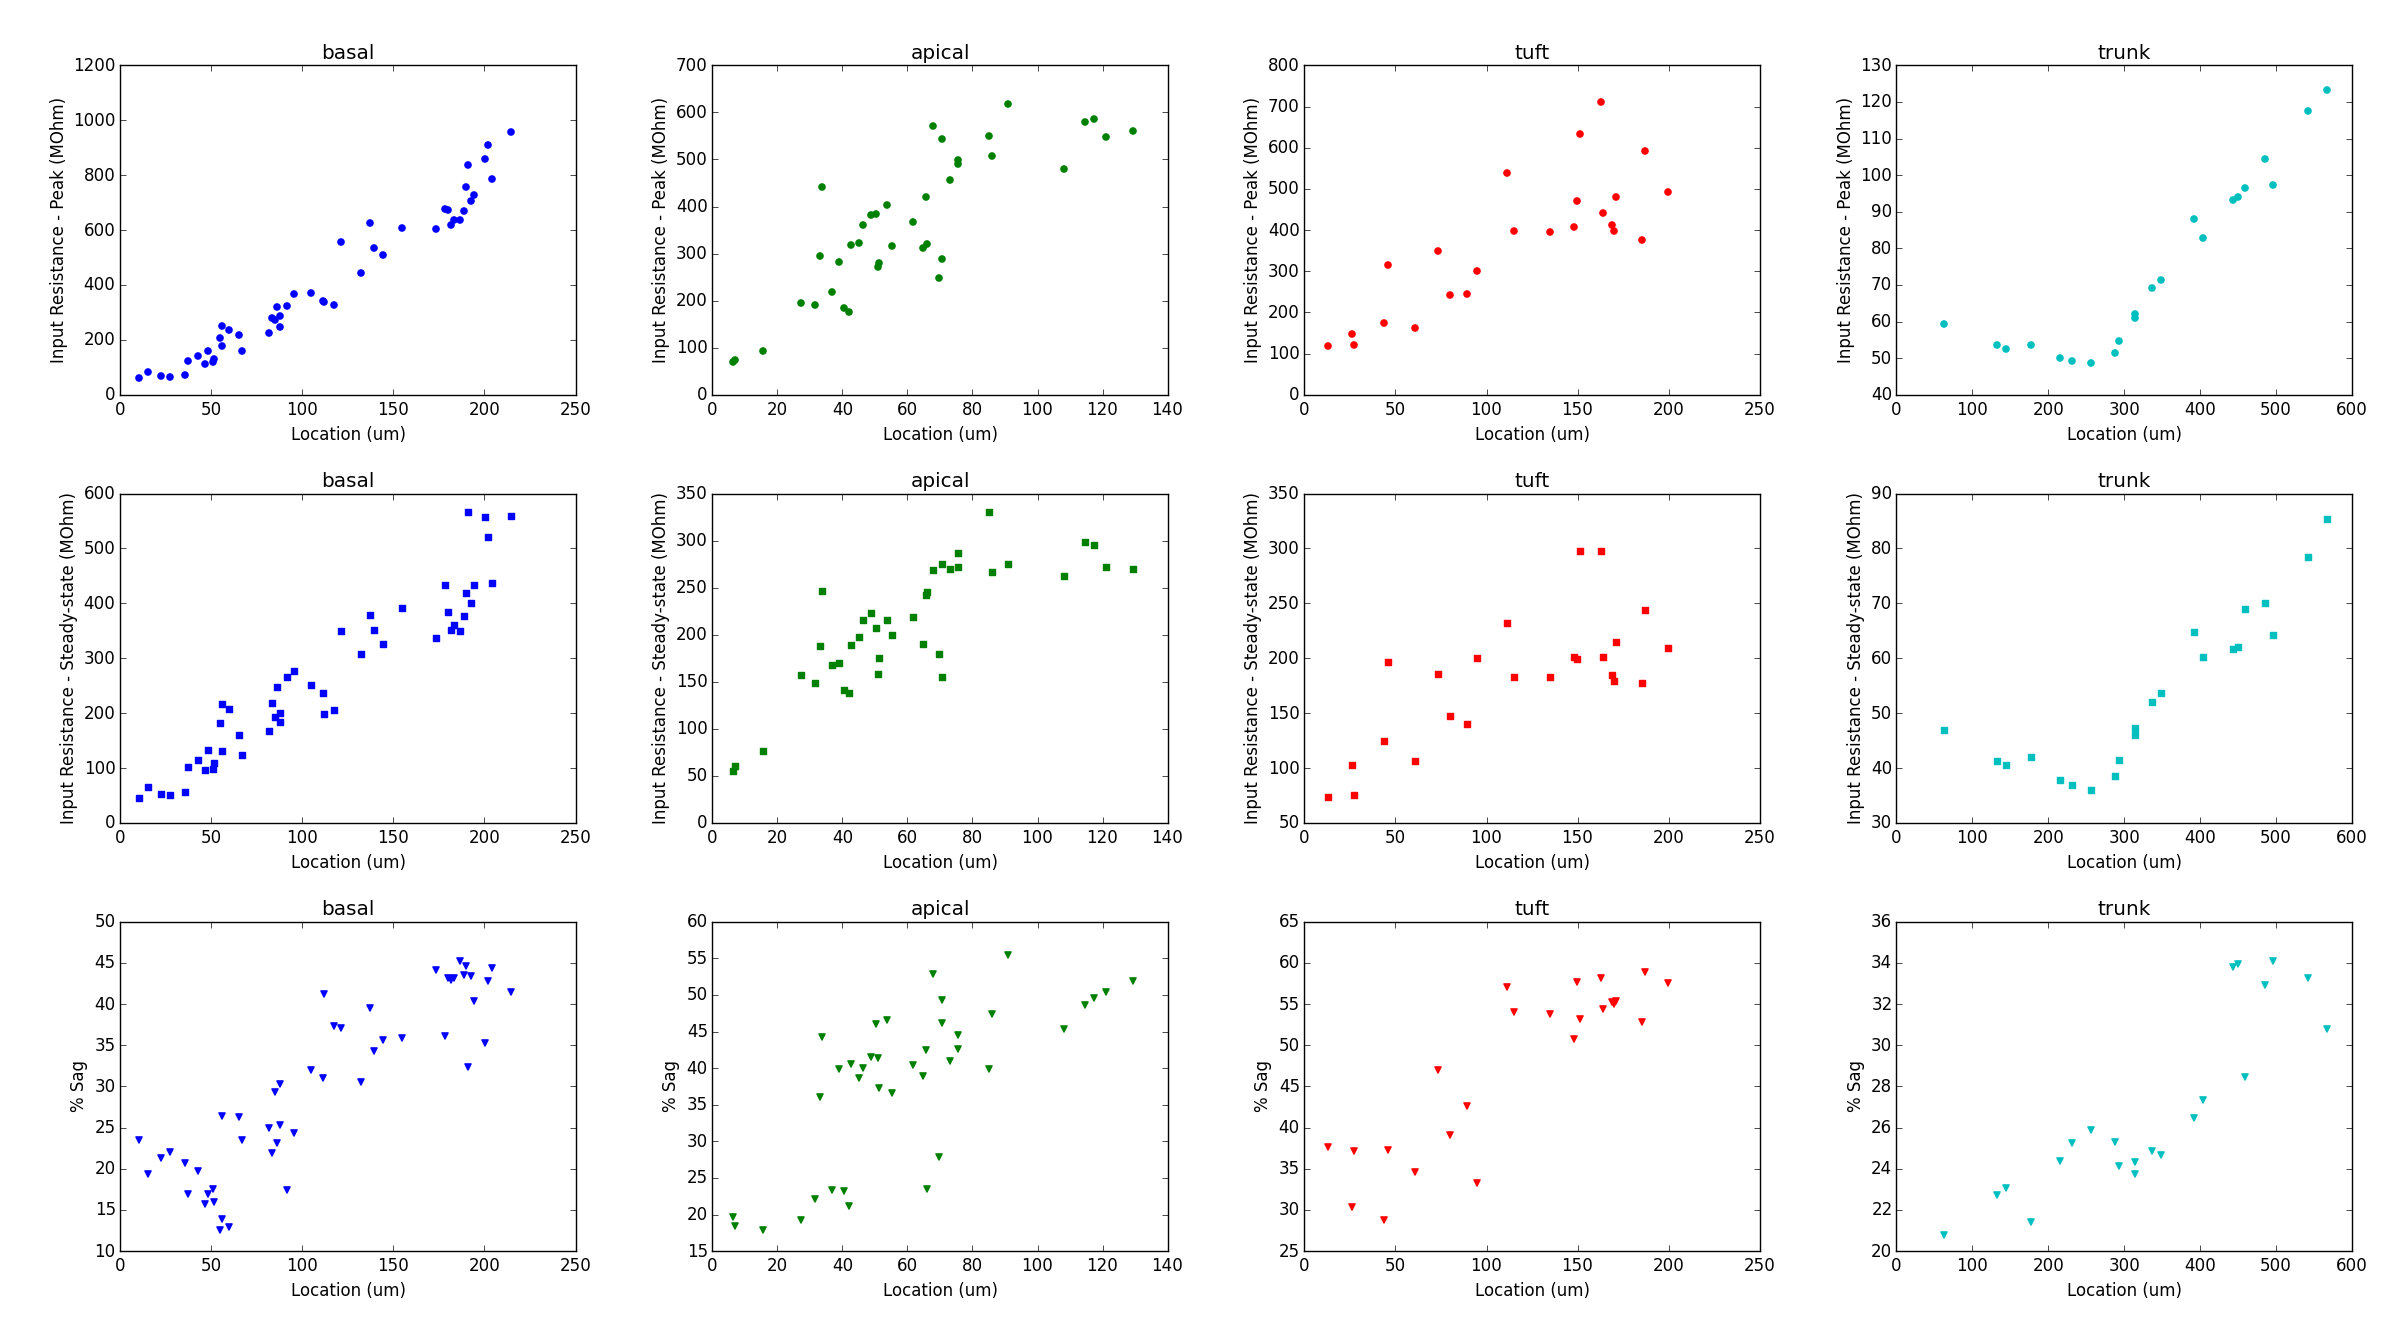 basal
1200
1000
800
600
400
200
0
Input Resistance - Peak (MOhm)
0 50 100 150 200 250
Location (um)
apical
700
600
500
400
300
200
100
0
Input Resistance - Peak (MOhm)
0 20 40 60 80 100 120 140
Location (um)
tuft
800
700
600
500
400
300
200
100
0
Input Resistance - Peak (MOhm)
0 50 100 150 200 250
Location (um)
trunk
130
120
110
100
90
80
70
60
50
40
Input Resistance - Peak (MOhm)
0 100 200 300 400 500 600
Location (um)
basal
600
500
400
300
200
100
0
Input Resistance - Steady-state (MOhm)
0 50 100 150 200 250
Location (um)
apical
350
300
250
200
150
100
50
0
Input Resistance - Steady-state (MOhm)
0 20 40 60 80 100 120 140
Location (um)
tuft
350
300
250
200
150
100
50
Input Resistance - Steady-state (MOhm)
0 50 100 150 200 250
Location (um)
trunk
90
80
70
60
50
40
30
Input Resistance - Steady-state (MOhm)
0 100 200 300 400 500 600
Location (um)
basal
50
45
40
35
30
25
20
15
10
% Sag
0 50 100 150 200 250
Location (um)
apical
60
55
50
45
40
35
30
25
20
15
% Sag
0 20 40 60 80 100 120 140
Location (um)
tuft
65
60
55
50
45
40
35
30
25
% Sag
0 50 100 150 200 250
Location (um)
trunk
36
34
32
30
28
26
24
22
20
% Sag
0 100 200 300 400 500 600
Location (um)